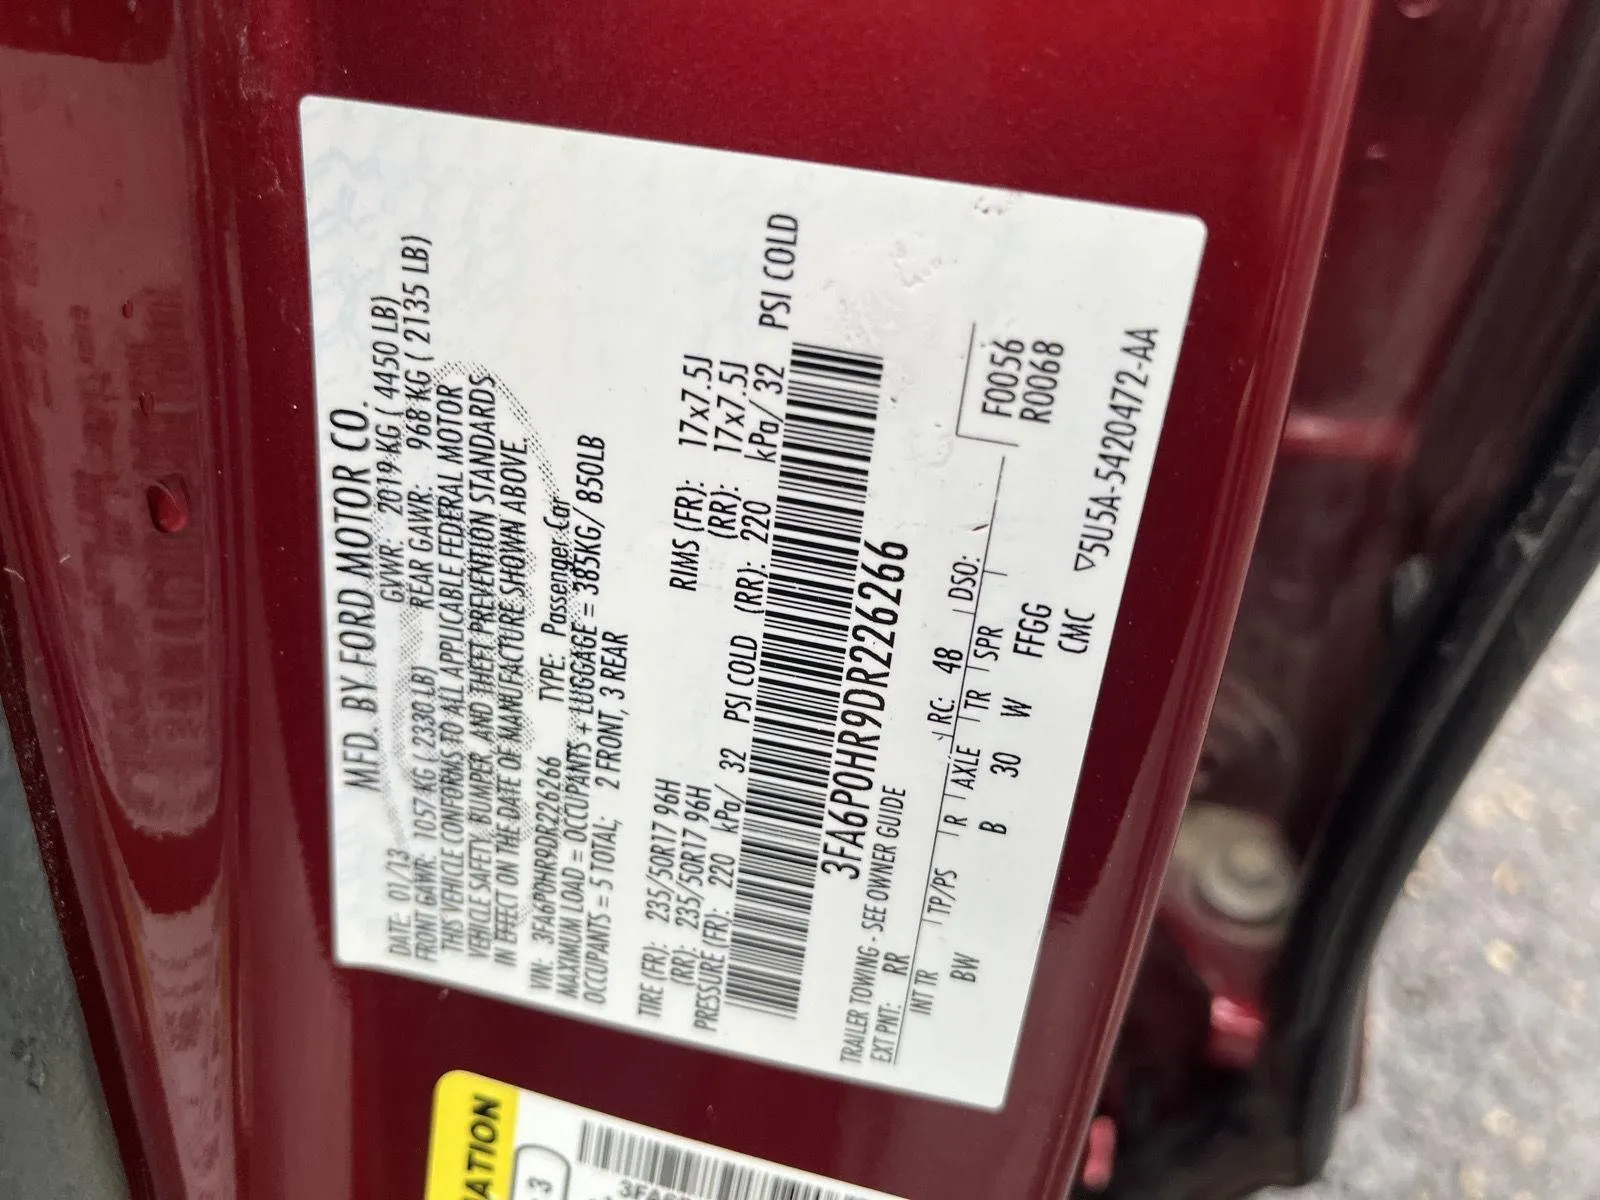 MFD. BY FORD MOTOR CO.
DATE: 01/13 GVWR: 2019 KG ( 4450 LB)
FRONT GAWR: 1057 KG ( 2330 LB) REAR GAWR: 968 KG ( 2135 LB)
THIS VEHICLE CONFORMS TO ALL APPLICABLE FEDERAL MOTOR
VEHICLE SAFETY, BUMPER, AND THEFT PREVENTION STANDARDS
IN EFFECT ON THE DATE OF MANUFACTURE SHOWN ABOVE.
VIN: 3FA6P0HR9DR226266 TYPE: Passenger Car
MAXIMUM LOAD = OCCUPANTS + LUGGAGE = 385KG/ 850LB
OCCUPANTS = 5 TOTAL; 2 FRONT, 3 REAR
TIRE (FR): 235/50R17 96H RIMS (FR): 17x7.5J
(RR): 235/50R17 96H (RR): 17x7.5J
PRESSURE (FR): 220 kPa/ 32 PSI COLD (RR): 220 kPa/ 32 PSI COLD
3FA6P0HR9DR226266
TRAILER TOWING - SEE OWNER GUIDE
EXT PNT: RR RC: 48 DSO: F0056
R0068
INT TR TP/PS R AXLE TR SPR
BW B 30 W FFGG
CMC ▽5U5A-5420472-AA